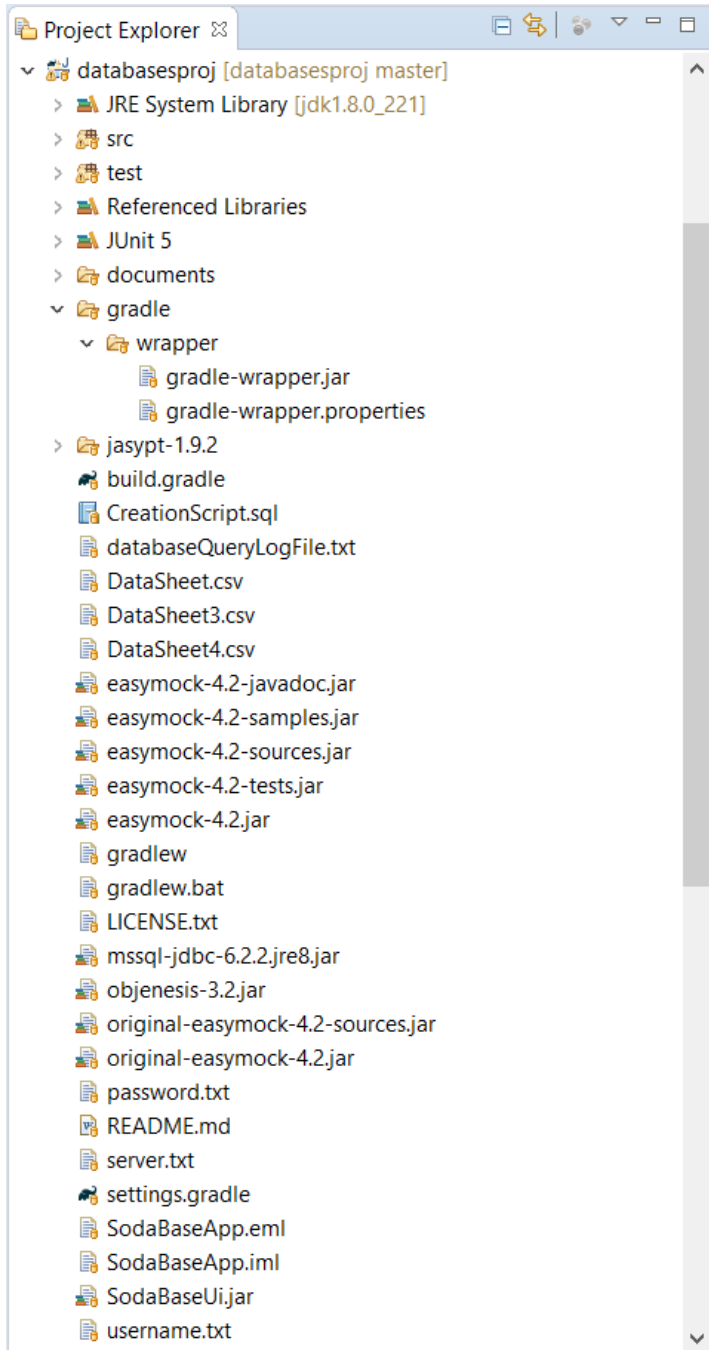 Project Explorer
databasesproj [databasesproj master]
JRE System Library [jdk1.8.0_221]
src
test
Referenced Libraries
JUnit 5
documents
gradle
wrapper
gradle-wrapper.jar
gradle-wrapper.properties
jasypt-1.9.2
build.gradle
CreationScript.sql
databaseQueryLogFile.txt
DataSheet.csv
DataSheet3.csv
DataSheet4.csv
easymock-4.2-javadoc.jar
easymock-4.2-samples.jar
easymock-4.2-sources.jar
easymock-4.2-tests.jar
easymock-4.2.jar
gradlew
gradlew.bat
LICENSE.txt
mssql-jdbc-6.2.2.jre8.jar
objenesis-3.2.jar
original-easymock-4.2-sources.jar
original-easymock-4.2.jar
password.txt
README.md
server.txt
settings.gradle
SodaBaseApp.eml
SodaBaseApp.iml
SodaBaseUi.jar
username.txt